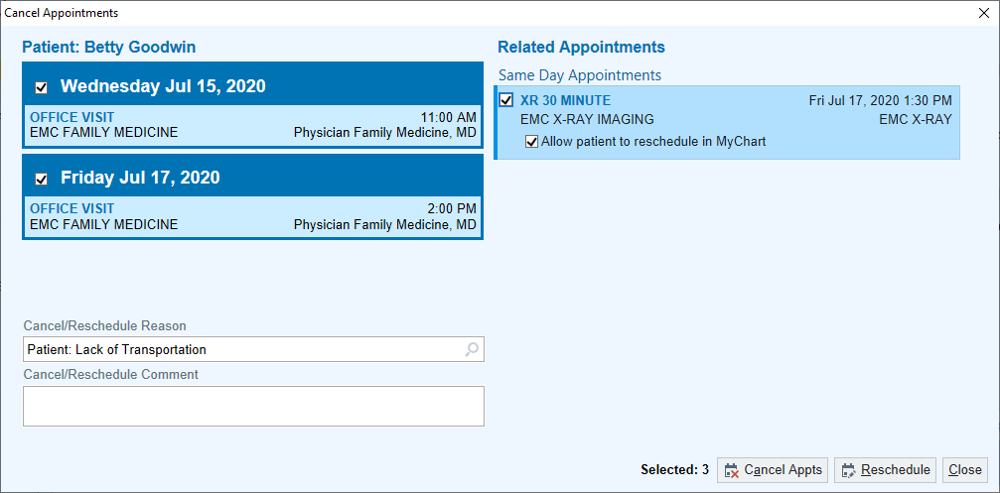 Cancel Appointments
Patient: Betty Goodwin
Wednesday Jul 15, 2020
OFFICE VISIT 11:00 AM
EMC FAMILY MEDICINE Physician Family Medicine, MD
Friday Jul 17, 2020
OFFICE VISIT 2:00 PM
EMC FAMILY MEDICINE Physician Family Medicine, MD
Cancel/Reschedule Reason
Patient: Lack of Transportation
Cancel/Reschedule Comment
Related Appointments
Same Day Appointments
XR 30 MINUTE Fri Jul 17, 2020 1:30 PM
EMC X-RAY IMAGING EMC X-RAY
Allow patient to reschedule in MyChart
Selected: 3 Cancel Appts Reschedule Close